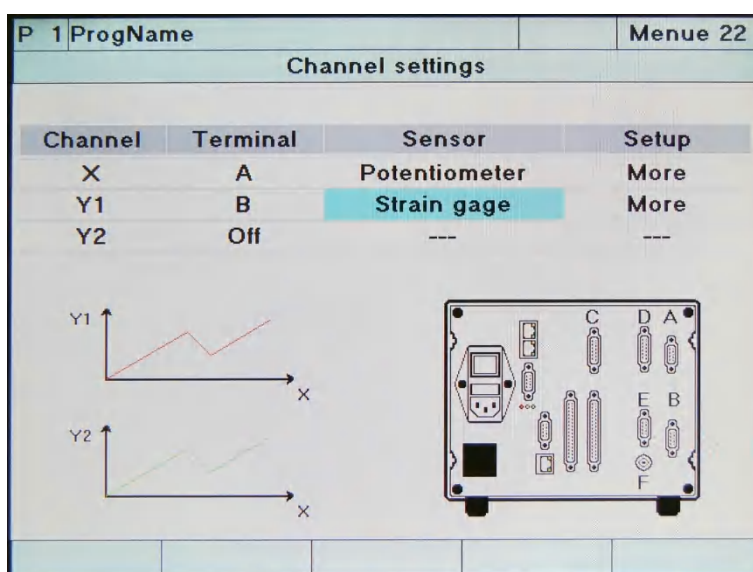 P 1 ProgName Menue 22
Channel settings
Channel Terminal Sensor Setup
X A Potentiometer More
Y1 B Strain gage More
Y2 Off --- ---
Y1
X
Y2
X
C D A
E B
F